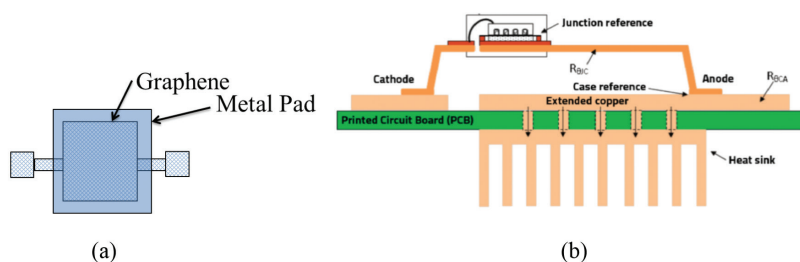 Graphene
Metal Pad
(a)
Junction reference
RΘJC
Cathode
Anode
RΘCA
Case reference
Extended copper
Printed Circuit Board (PCB)
Heat sink
(b)